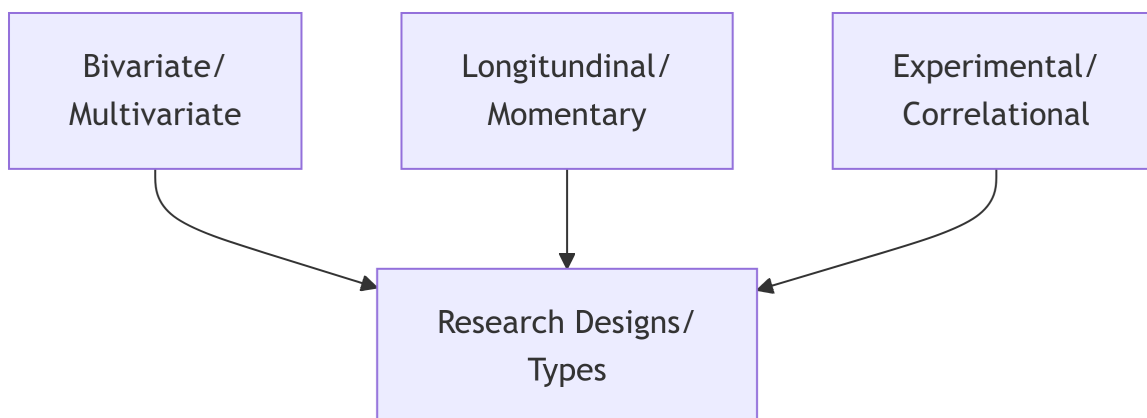 Bivariate/
Multivariate
Longitundinal/
Momentary
Experimental/
Correlational
Research Designs/
Types